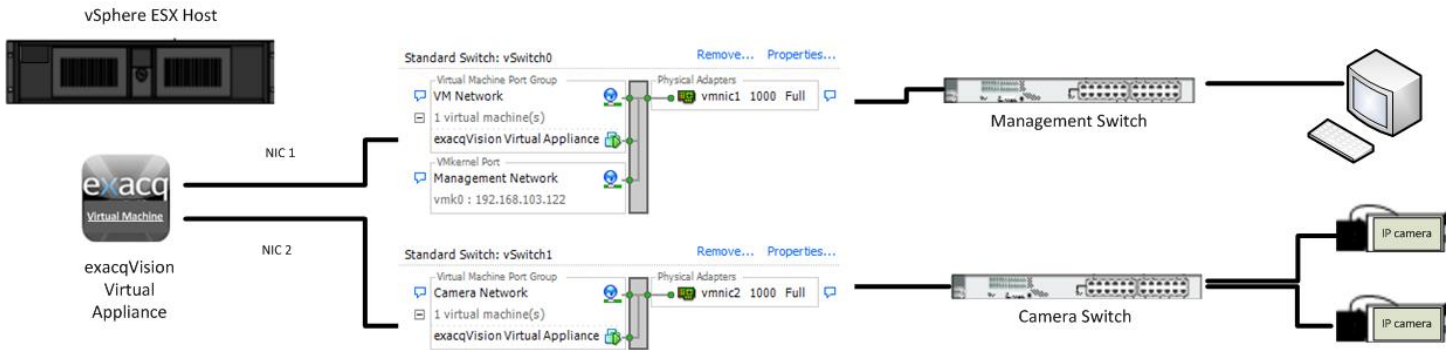 vSphere ESX Host
exacq
Virtual Machine
exacqVision
Virtual
Appliance
NIC 1
NIC 2
Standard Switch: vSwitch0
Remove... Properties...
Virtual Machine Port Group
VM Network
1 virtual machine(s)
exacqVision Virtual Appliance
VMkernel Port
Management Network
vmk0 : 192.168.103.122
Physical Adapters
vmnic1 1000 Full
Standard Switch: vSwitch1
Remove... Properties...
Virtual Machine Port Group
Camera Network
1 virtual machine(s)
exacqVision Virtual Appliance
Physical Adapters
vmnic2 1000 Full
Management Switch
Camera Switch
IP camera
IP camera